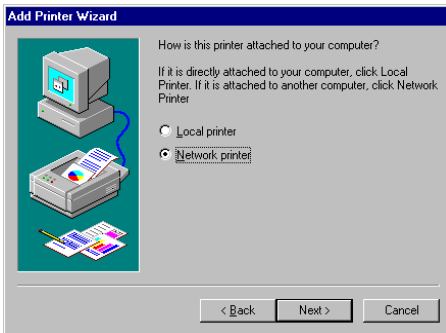 Add Printer Wizard
How is this printer attached to your computer?
If it is directly attached to your computer, click Local
Printer. If it is attached to another computer, click Network
Printer
Local printer
Network printer
< Back Next > Cancel